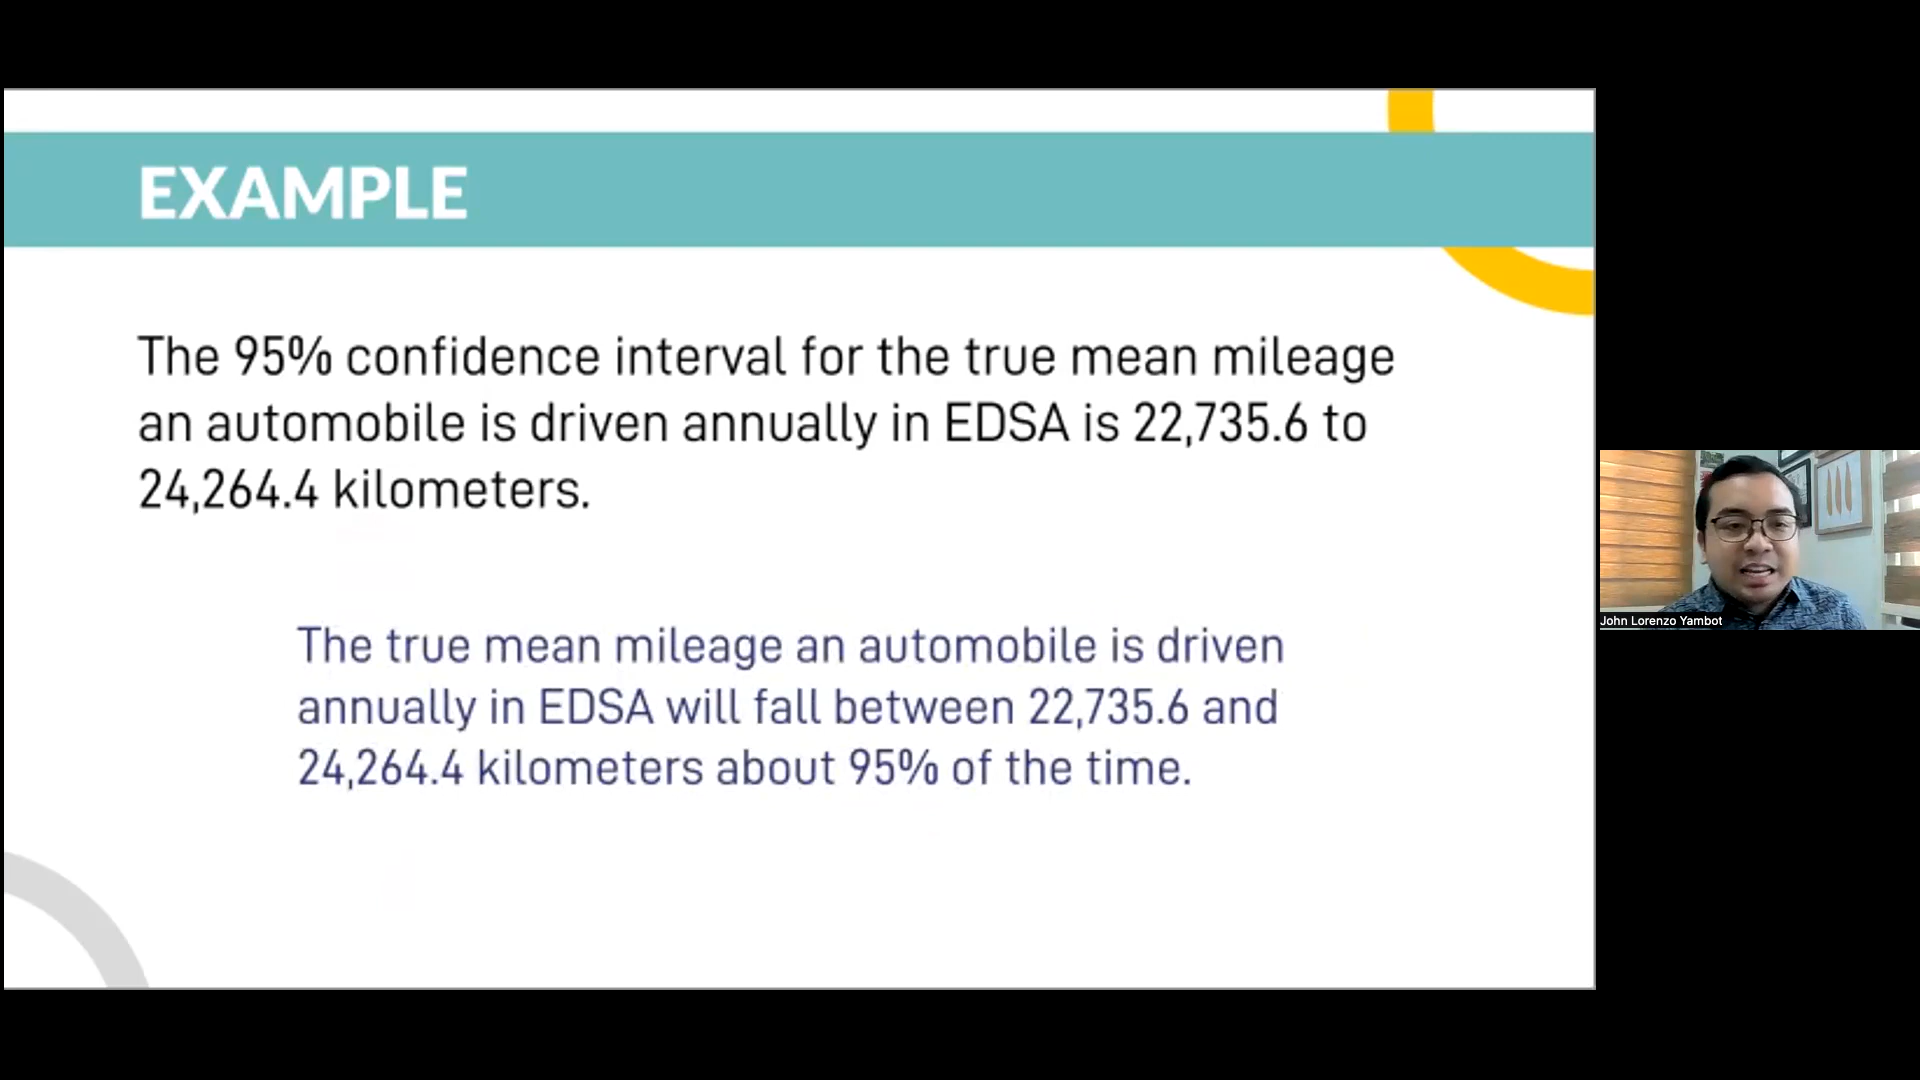 EXAMPLE
The 95% confidence interval for the true mean mileage
an automobile is driven annually in EDSA is 22,735.6 to
24,264.4 kilometers.
The true mean mileage an automobile is driven
annually in EDSA will fall between 22,735.6 and
24,264.4 kilometers about 95% of the time.
John Lorenzo Yambot